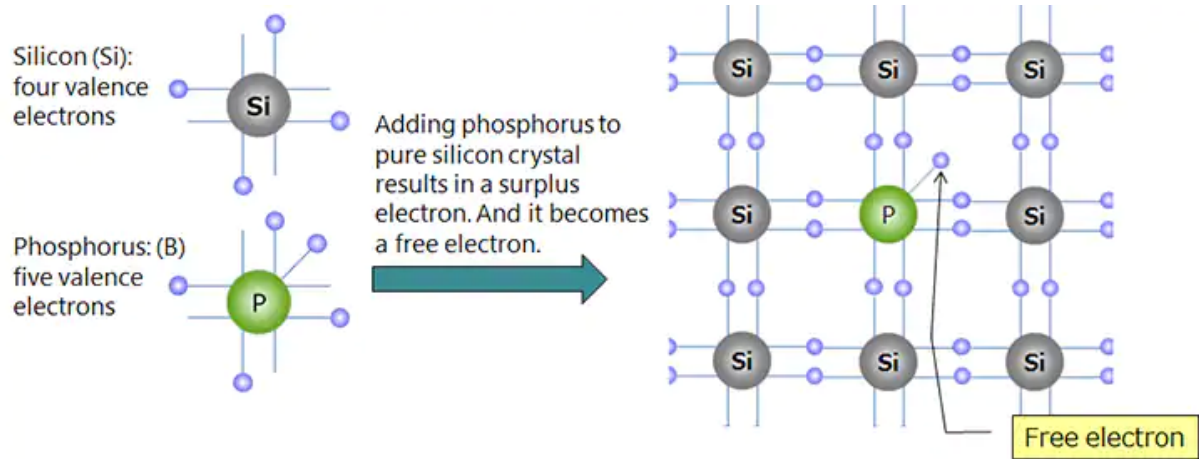 Silicon (Si):
four valence
electrons
Si
Phosphorus: (B)
five valence
electrons
P
Adding phosphorus to
pure silicon crystal
results in a surplus
electron. And it becomes
a free electron.
Si Si Si
Si P Si
Si Si Si
Free electron